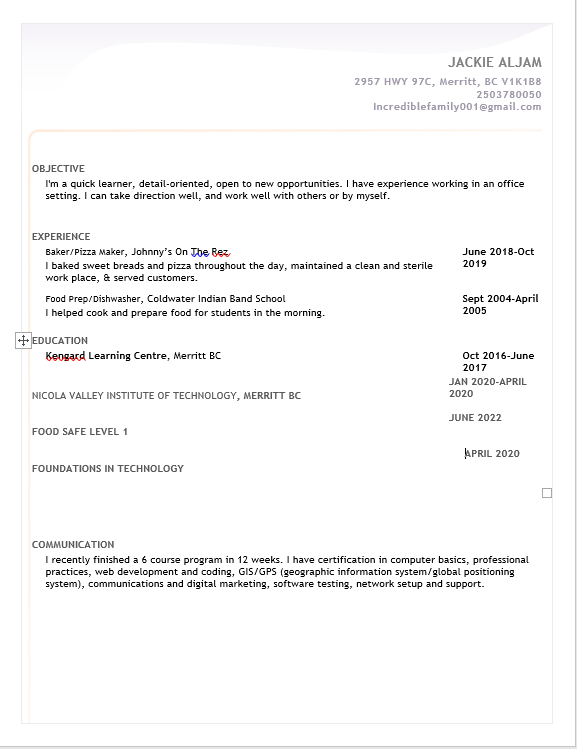 JACKIE ALJAM
2957 HWY 97C, Merritt, BC V1K1B8
2503780050
Incrediblefamily001@gmail.com
OBJECTIVE
I'm a quick learner, detail-oriented, open to new opportunities. I have experience working in an office
setting. I can take direction well, and work well with others or by myself.
EXPERIENCE
Baker/Pizza Maker, Johnny's On The Rez. June 2018-Oct
2019
I baked sweet breads and pizza throughout the day, maintained a clean and sterile
work place, & served customers.
Food Prep/Dishwasher, Coldwater Indian Band School Sept 2004-April
2005
I helped cook and prepare food for students in the morning.
EDUCATION
Kengard Learning Centre, Merritt BC Oct 2016-June
2017
JAN 2020-APRIL
2020
NICOLA VALLEY INSTITUTE OF TECHNOLOGY, MERRITT BC
JUNE 2022
FOOD SAFE LEVEL 1
APRIL 2020
FOUNDATIONS IN TECHNOLOGY
COMMUNICATION
I recently finished a 6 course program in 12 weeks. I have certification in computer basics, professional
practices, web development and coding, GIS/GPS (geographic information system/global positioning
system), communications and digital marketing, software testing, network setup and support.